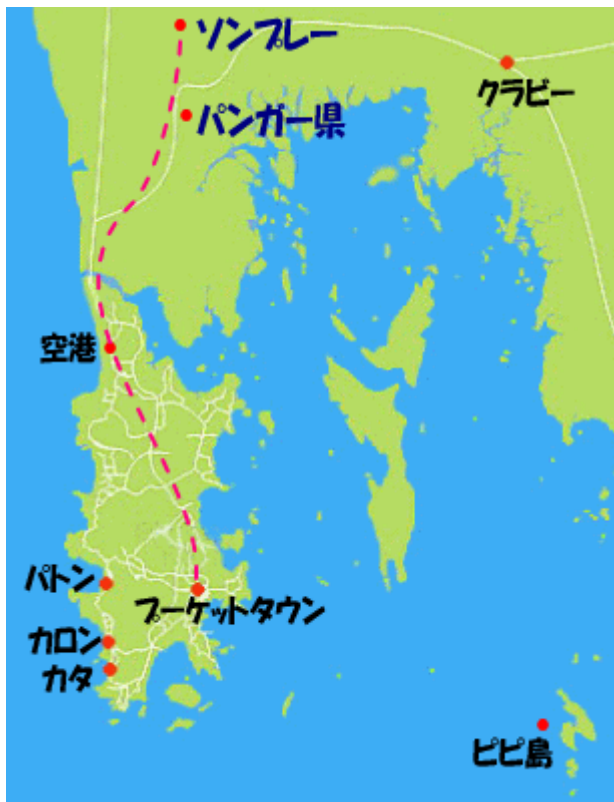 ソンプレー
クラビー
パンガー県
空港
パトン
プーケットタウン
カロン
カタ
ピピ島